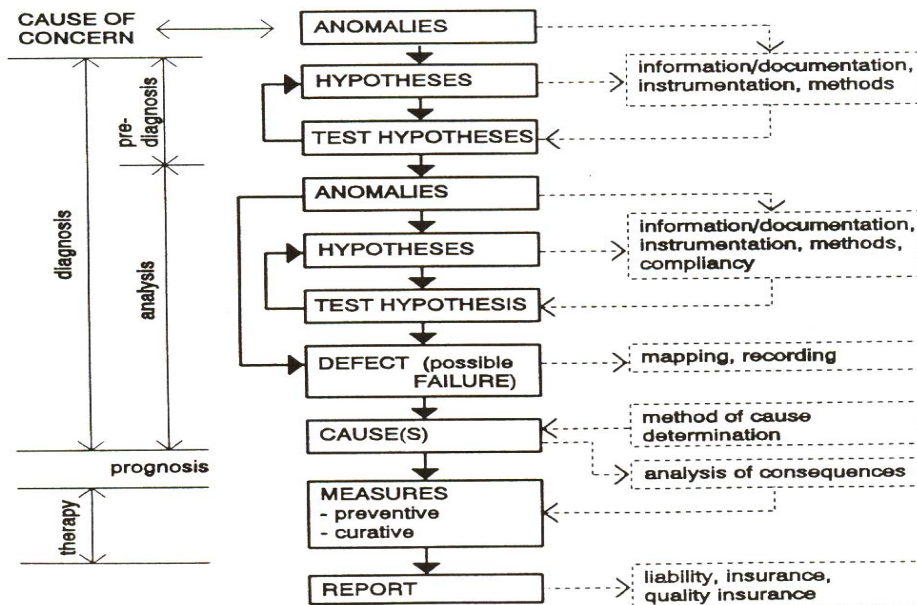 CAUSE OF
CONCERN
ANOMALIES
HYPOTHESES
information/documentation,
instrumentation, methods
pre-
diagnosis
TEST HYPOTHESES
ANOMALIES
diagnosis
analysis
HYPOTHESES
information/documentation,
instrumentation, methods,
compliancy
TEST HYPOTHESIS
DEFECT (possible
FAILURE)
mapping, recording
CAUSE(S)
method of cause
determination
prognosis
analysis of consequences
MEASURES
- preventive
- curative
therapy
REPORT
liability, insurance,
quality insurance